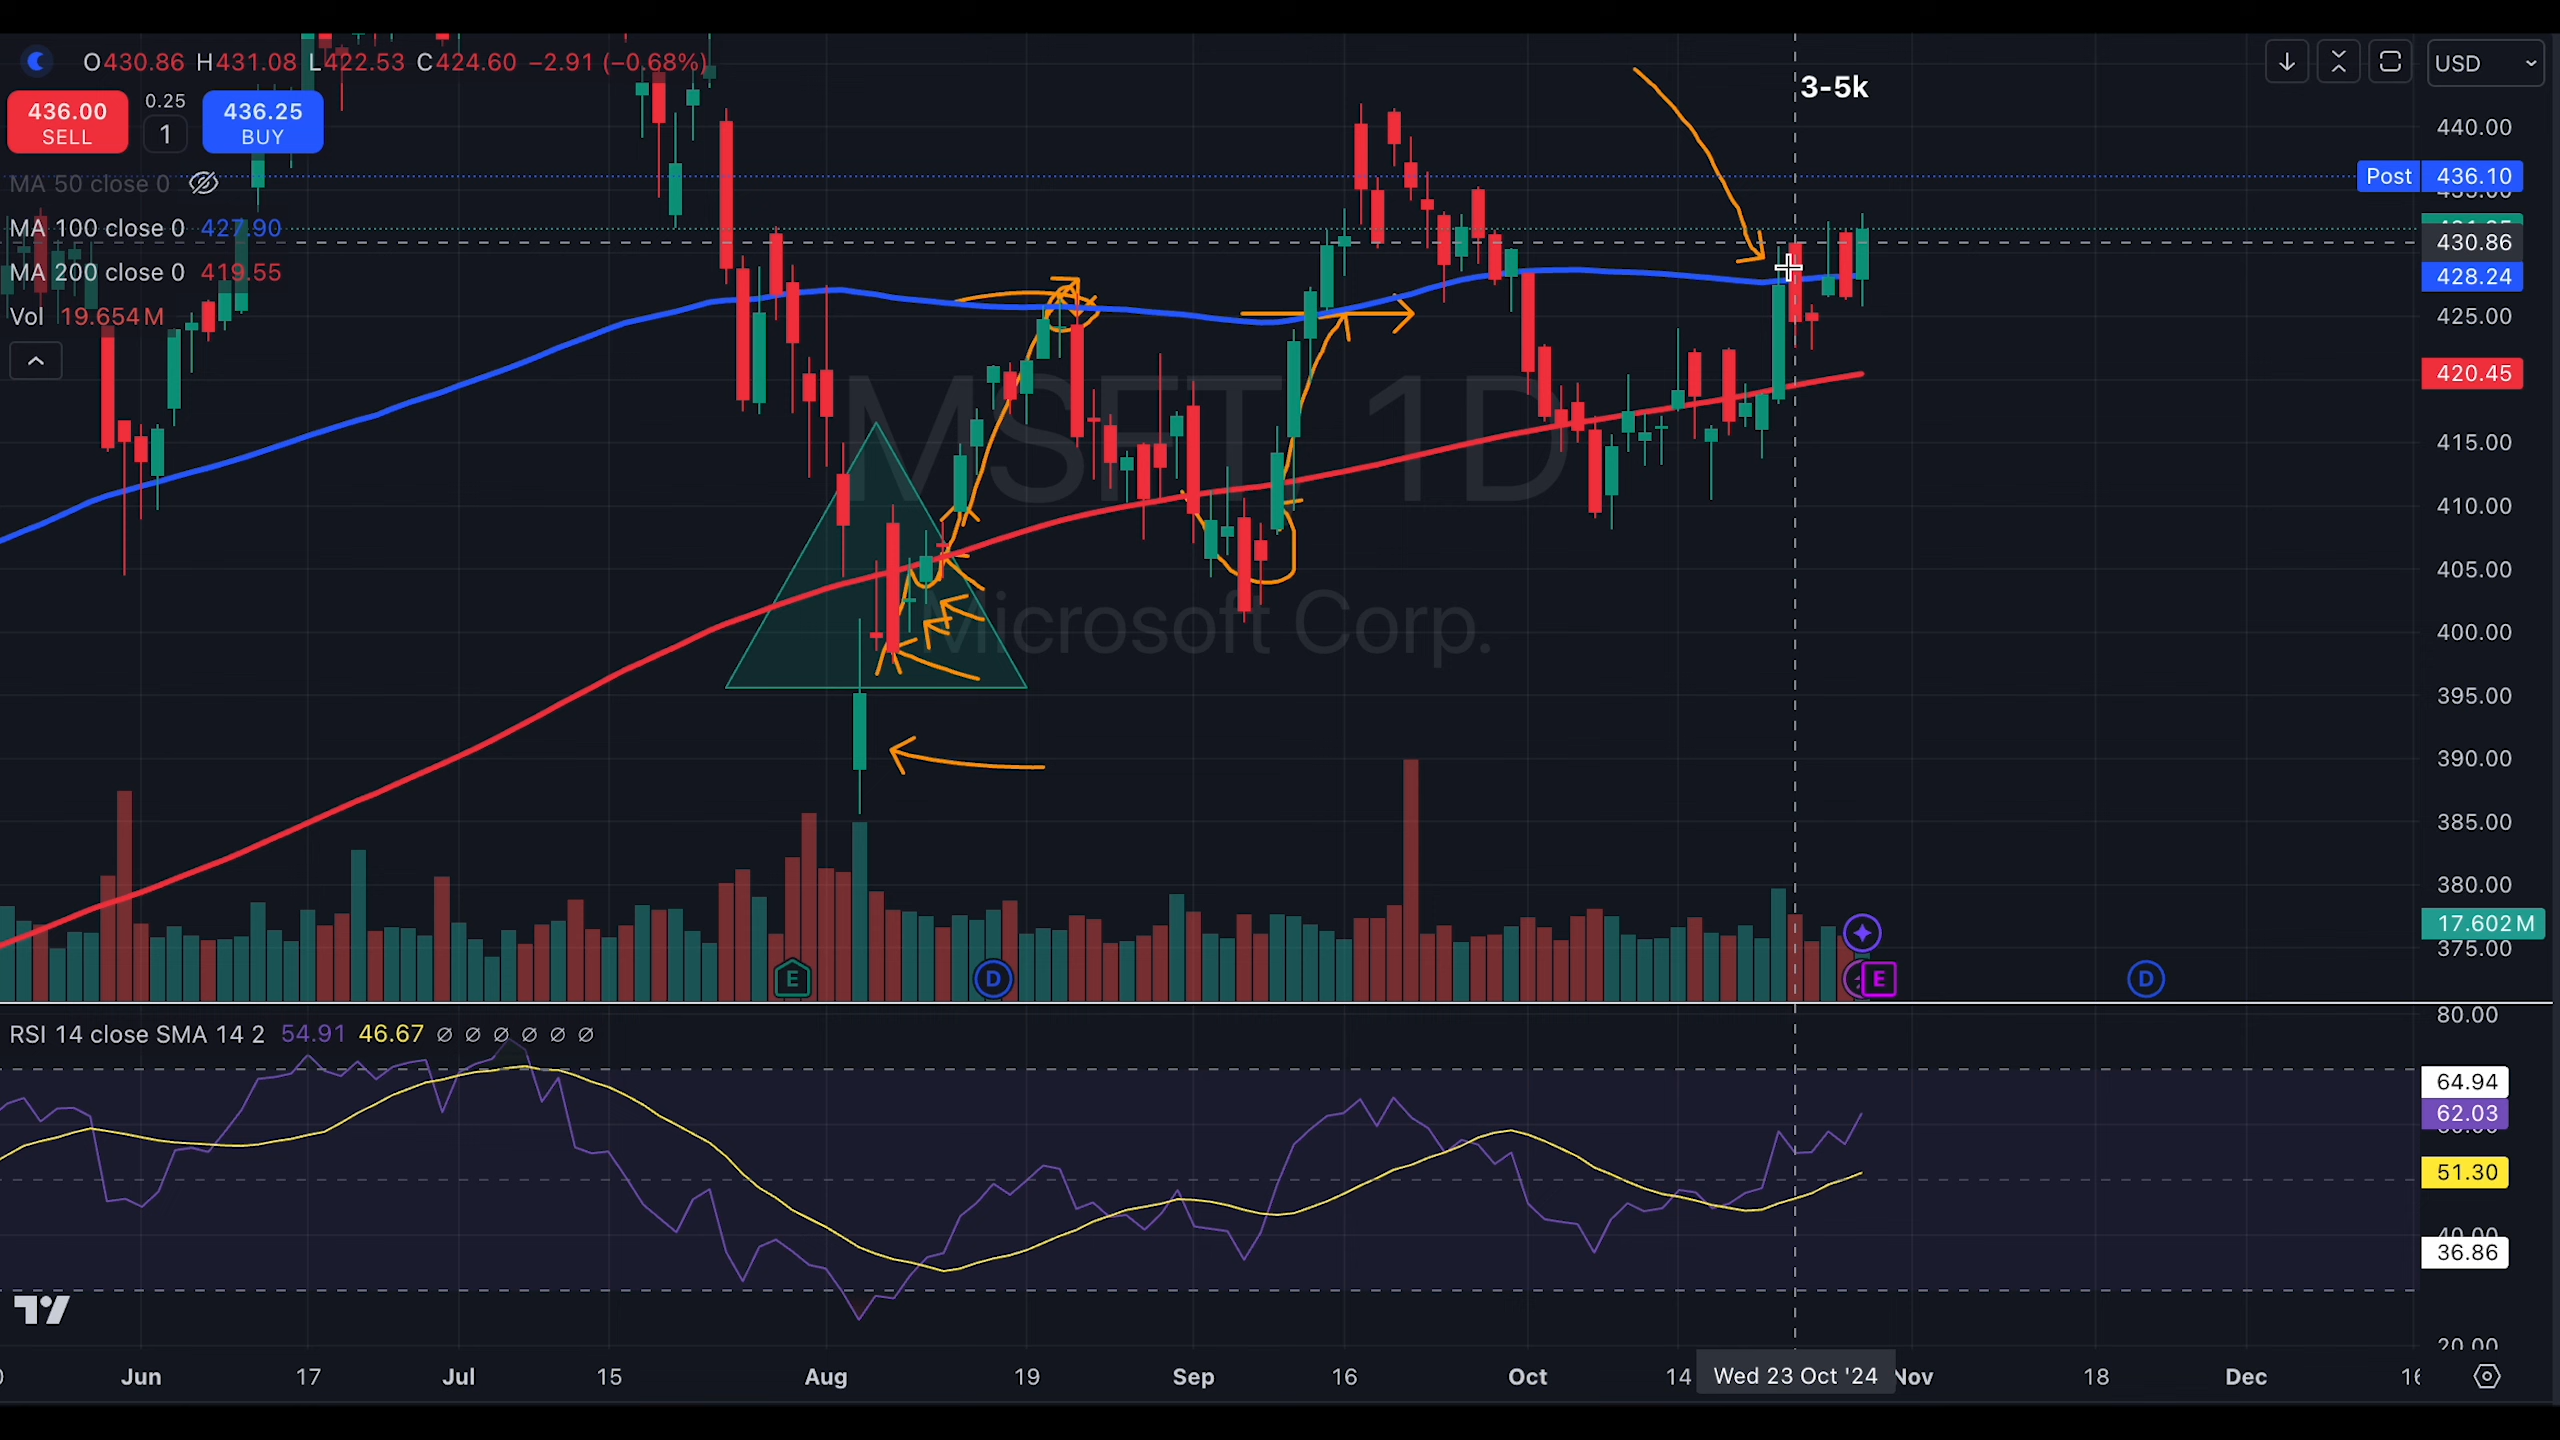 O430.86 H431.08 L422.53 C424.60 −2.91 (−0.68%)
USD
3-5k
436.00
SELL
0.25
1
436.25
BUY
MA 50 close 0
MA 100 close 0 427.90
MA 200 close 0 419.55
Vol 19.654M
MSFT, 1D
Microsoft Corp.
440.00
Post 436.10
430.86
428.24
425.00
420.45
415.00
410.00
405.00
400.00
395.00
390.00
385.00
380.00
17.602M
375.00
E
D
E
D
RSI 14 close SMA 14 2 54.91 46.67 ∅ ∅ ∅ ∅ ∅ ∅
80.00
64.94
62.03
51.30
40.00
36.86
20.00
Jun 17 Jul 15 Aug 19 Sep 16 Oct 14 Wed 23 Oct '24 Nov 18 Dec